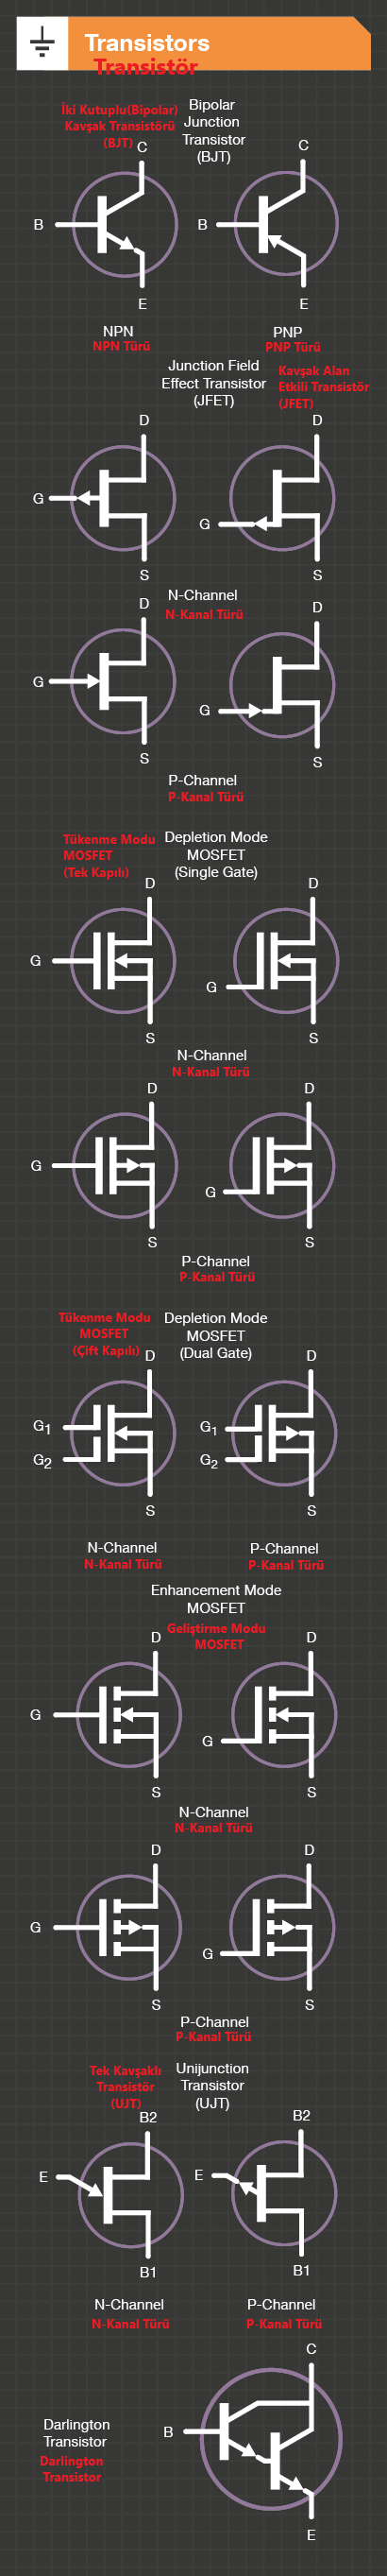 Transistors
Transistör
İki Kutuplu(Bipolar)
Kavşak Transistörü
(BJT)
Bipolar
Junction
Transistor
(BJT)
C
B
E
C
B
E
NPN
NPN Türü
PNP
PNP Türü
Junction Field
Effect Transistor
(JFET)
Kavşak Alan
Etkili Transistör
(JFET)
D
G
S
D
G
S
N-Channel
N-Kanal Türü
D
G
S
D
G
S
P-Channel
P-Kanal Türü
Tükenme Modu
MOSFET
(Tek Kapılı)
Depletion Mode
MOSFET
(Single Gate)
D
G
S
D
G
S
N-Channel
N-Kanal Türü
D
G
S
D
G
S
P-Channel
P-Kanal Türü
Tükenme Modu
MOSFET
(Çift Kapılı)
Depletion Mode
MOSFET
(Dual Gate)
D
G1
G2
S
D
G1
G2
S
N-Channel
N-Kanal Türü
P-Channel
P-Kanal Türü
Enhancement Mode
MOSFET
Geliştirme Modu
MOSFET
D
G
S
D
G
S
N-Channel
N-Kanal Türü
D
G
S
D
G
S
P-Channel
P-Kanal Türü
Tek Kavşaklı
Transistör
(UJT)
Unijunction
Transistor
(UJT)
B2
E
B1
B2
E
B1
N-Channel
N-Kanal Türü
P-Channel
P-Kanal Türü
C
B
E
Darlington
Transistor
Darlington
Transistor